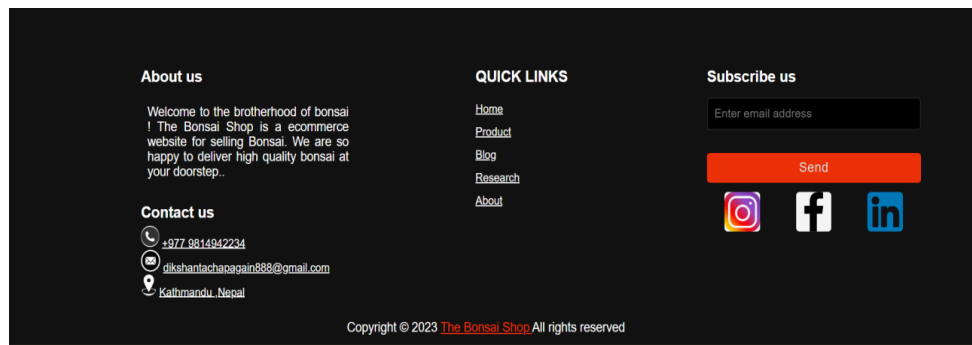 About us
Welcome to the brotherhood of bonsai
! The Bonsai Shop is a ecommerce
website for selling Bonsai. We are so
happy to deliver high quality bonsai at
your doorstep..
Contact us
+977 9814942234
dikshantachapagain888@gmail.com
Kathmandu ,Nepal
QUICK LINKS
Home
Product
Blog
Research
About
Subscribe us
Enter email address
Send
f
in
Copyright © 2023 The Bonsai Shop All rights reserved